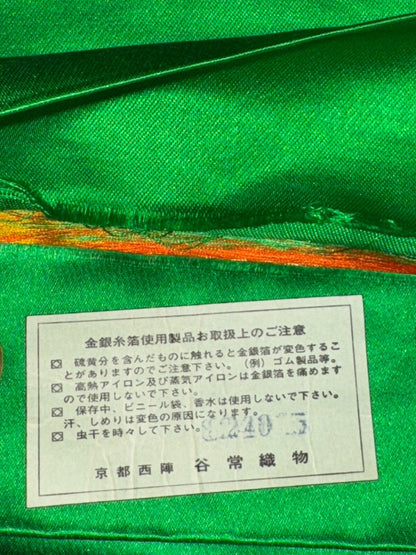 金銀糸箔使用製品お取扱上のご注意
硫黄分を含んだものに触れると金銀箔が変色するこ
とがありますのでご注意下さい。（例）ゴム製品等。
高熱アイロン及び蒸気アイロンは金銀箔を痛めます
ので使用しないで下さい。
保存中、ビニール袋、香水は使用しないで下さい。
汗、しめりは変色の原因になります。
虫干を時々して下さい。
京都西陣 谷常織物